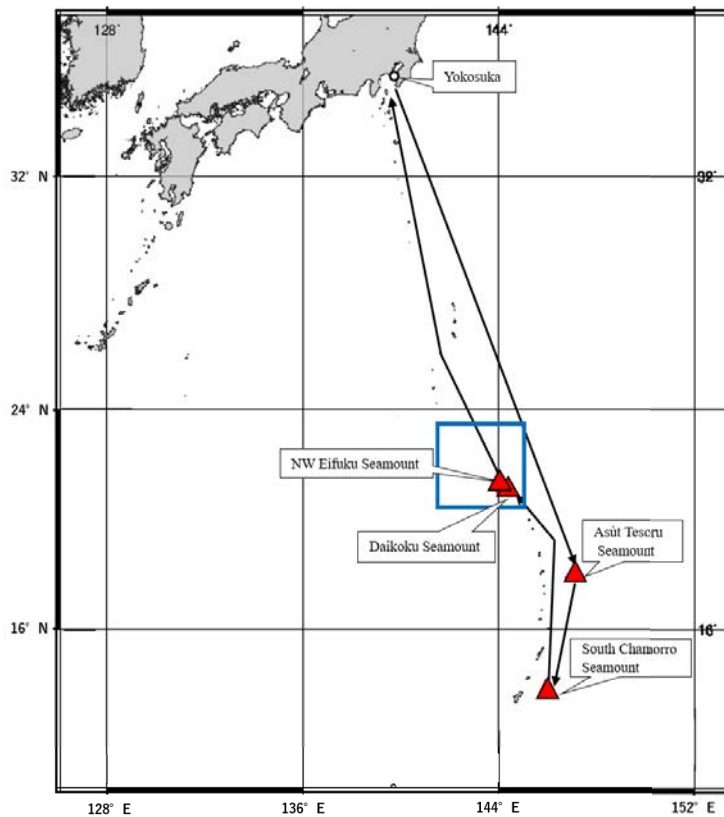 128°
144°
Yokosuka
32° N
32°
24° N
NW Eifuku Seamount
Daikoku Seamount
Asùt Tescru
Seamount
16° N
16°
South Chamorro
Seamount
128° E
136° E
144° E
152° E